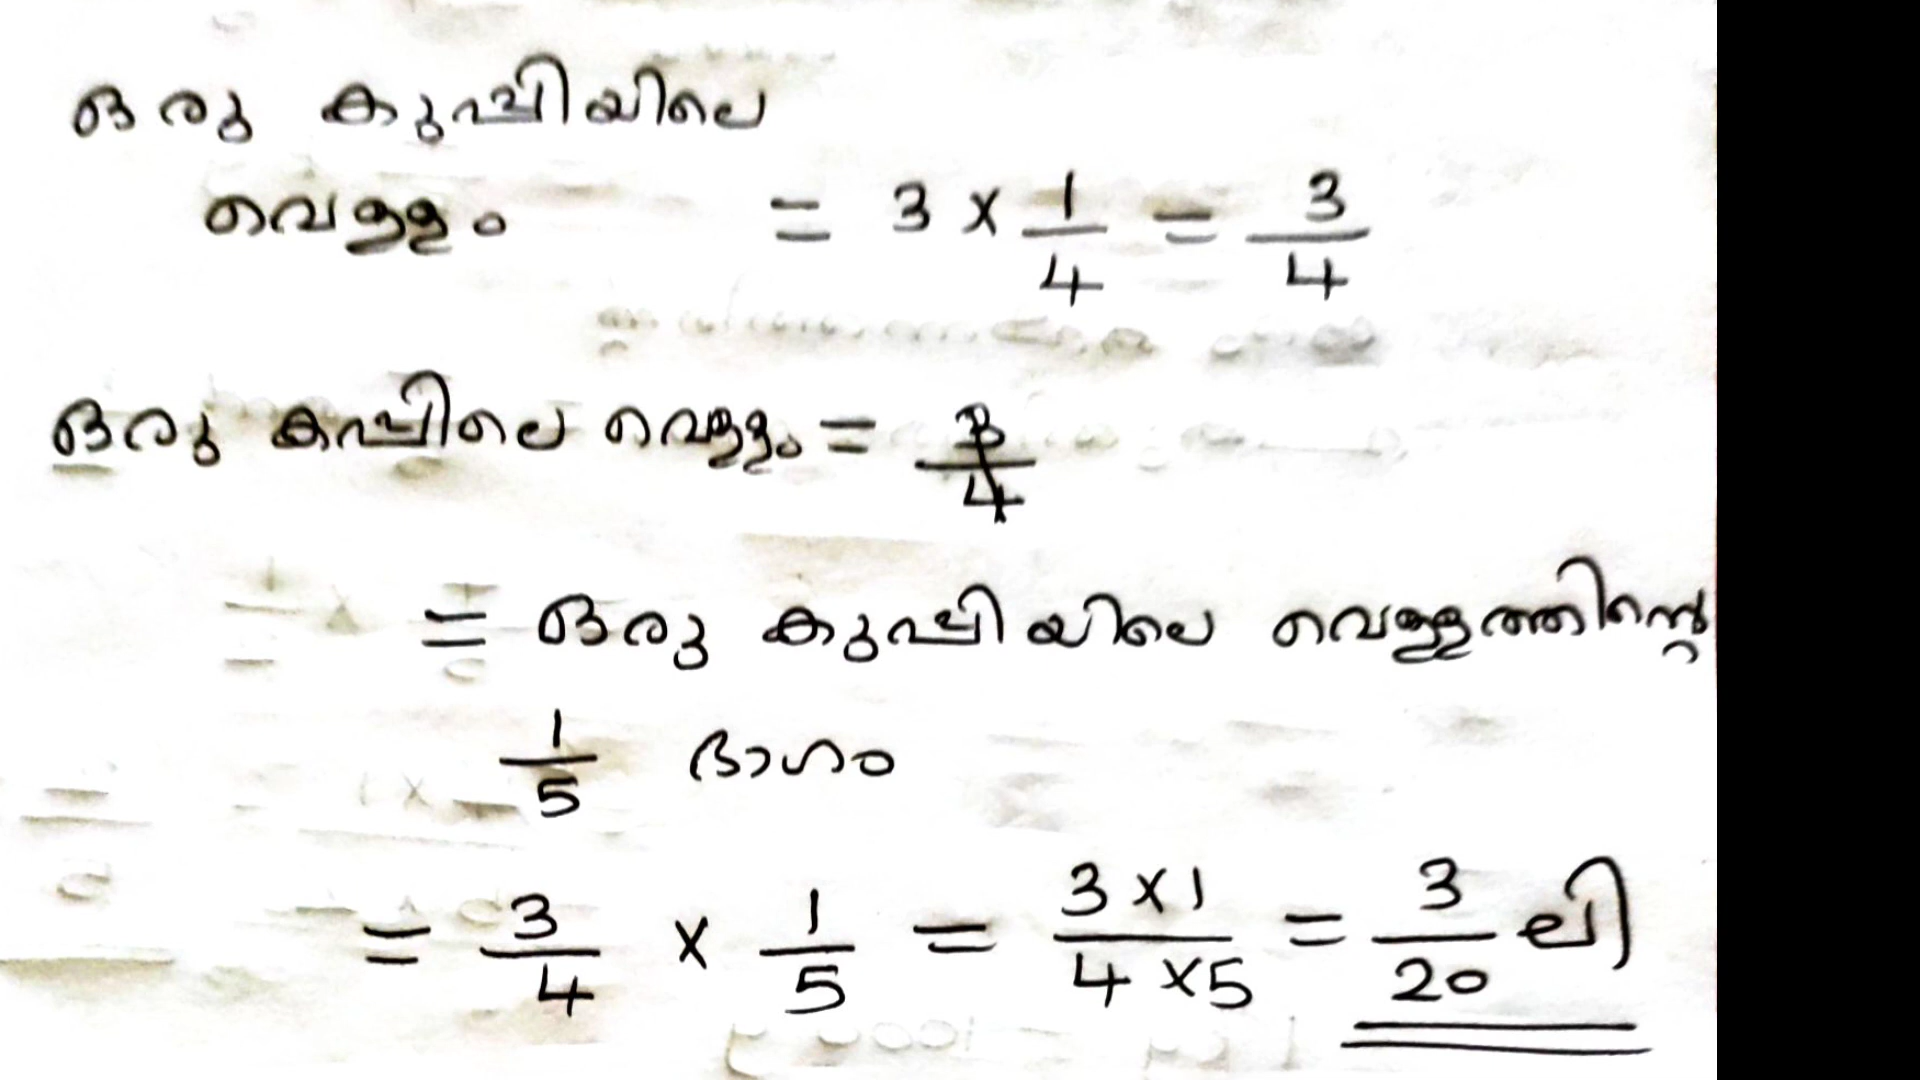 ഒരു കുപ്പിയിലെ
വെള്ളം = 3 × 1/4 = 3/4
ഒരു കപ്പിലെ വെള്ളം = 3/4
= ഒരു കുപ്പിയിലെ വെള്ളത്തിന്റെ
1/5 ഭാഗം
= 3/4 × 1/5 = 3×1/4×5 = 3/20 ലി